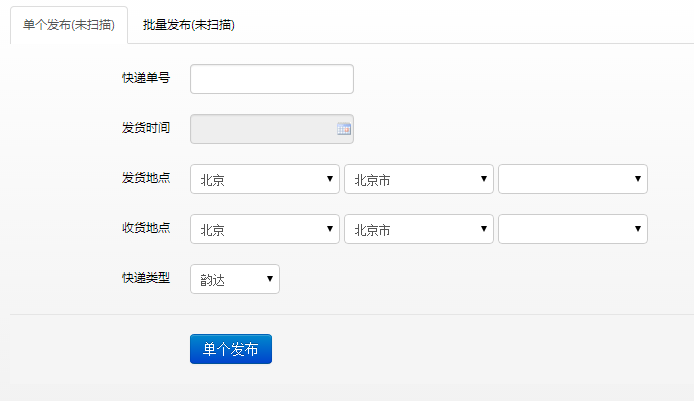 单个发布(未扫描) 批量发布(未扫描)
快递单号
发货时间
发货地点 北京 北京市
收货地点 北京 北京市
快递类型 韵达
单个发布